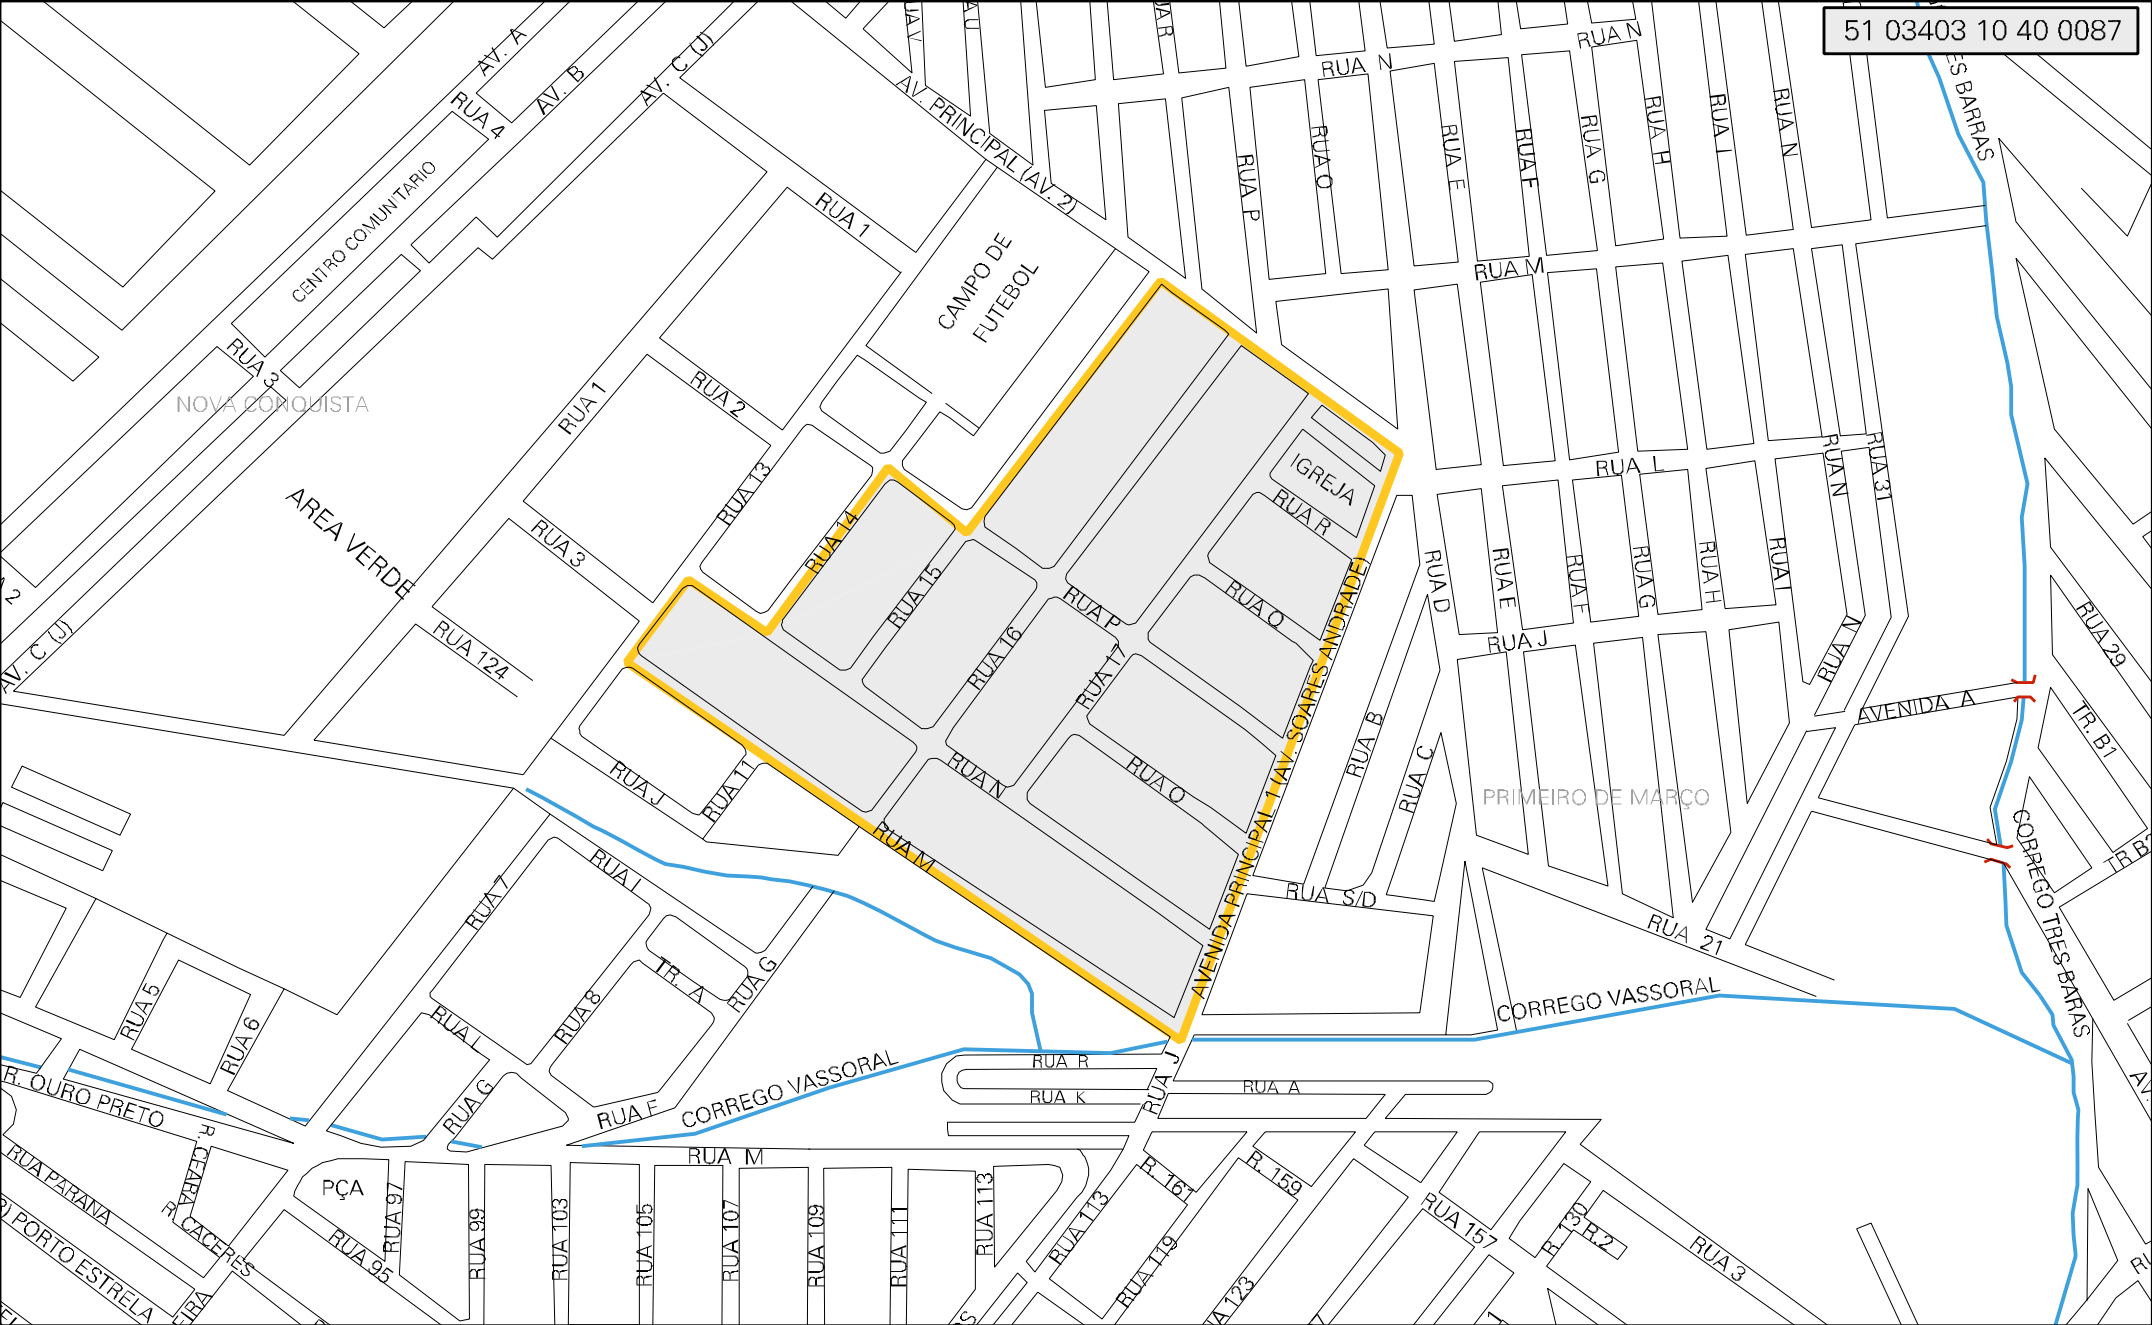 51 03403 10 40 0087
AV. A
AV. B
AV. C (J)
RUA 4
CENTRO COMUNITARIO
RUA 3
NOVA CONQUISTA
AREA VERDE
AV. C (J)
RUA 1
RUA 1
RUA 2
RUA 3
RUA 124
RUA 13
RUA 14
RUA 15
RUA 16
RUA 17
CAMPO DE
FUTEBOL
AV. PRINCIPAL (AV. 2)
RUA N
RUA N
RUA P
RUA O
RUA E
RUA F
RUA G
RUA H
RUA I
RUA N
RUA M
RUA L
RUA N
RUA 31
IGREJA
RUA R
RUA Q
RUA P
RUA O
RUA N
RUA M
AVENIDA PRINCIPAL 1 (AV. SOARES ANDRADE)
RUA D
RUA E
RUA F
RUA G
RUA H
RUA I
RUA J
RUA N
RUA B
RUA C
RUA S/D
PRIMEIRO DE MARÇO
RUA 21
AVENIDA A
RUA 29
TR. B1
CORREGO TRES BARRAS
CORREGO VASSORAL
RUA J
RUA 11
RUA I
RUA 7
TR. A
RUA G
RUA 8
RUA I
RUA G
RUA F
CORREGO VASSORAL
RUA 5
RUA 6
R. OURO PRETO
R. CEARA
RUA PARANA
R. CACERES
PORTO ESTRELA
PÇA
RUA 95
RUA 97
RUA 99
RUA 103
RUA 105
RUA 107
RUA 109
RUA 111
RUA 113
RUA M
RUA R
RUA K
RUA J
RUA A
RUA 113
R. 161
R. 159
RUA 119
RUA 157
R. 130
R.2
RUA 3